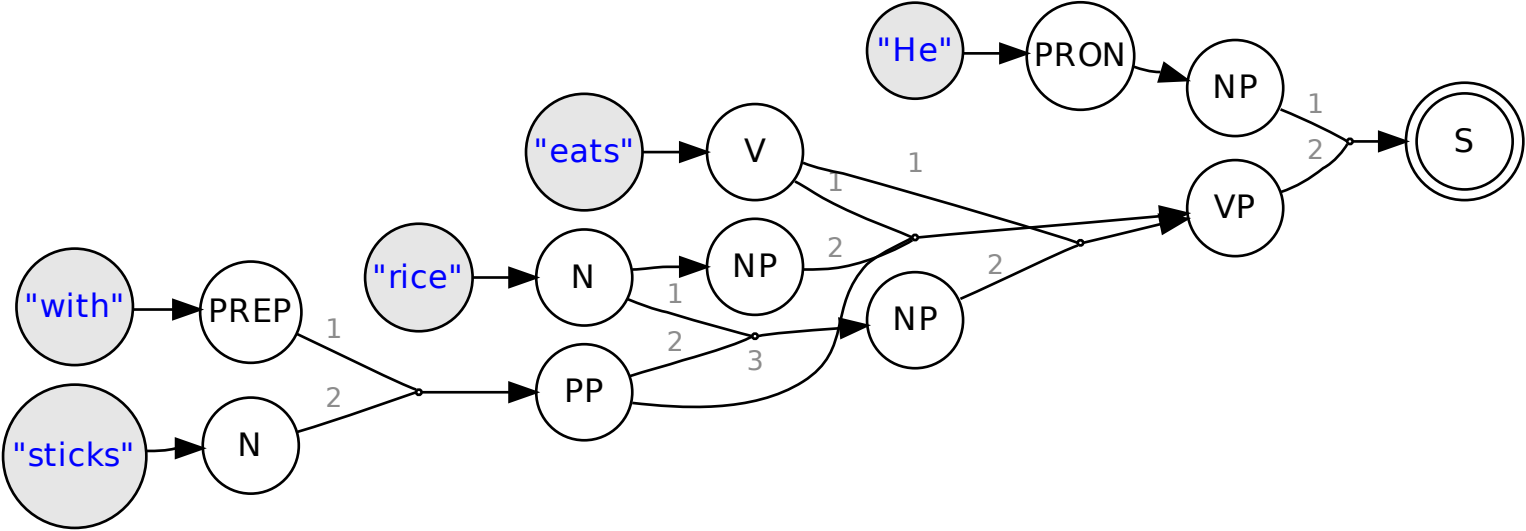 "He"
PRON
NP
1
2
S
"eats"
V
1
1
VP
"rice"
N
NP
2
1
2
3
NP
2
"with"
PREP
1
PP
"sticks"
N
2